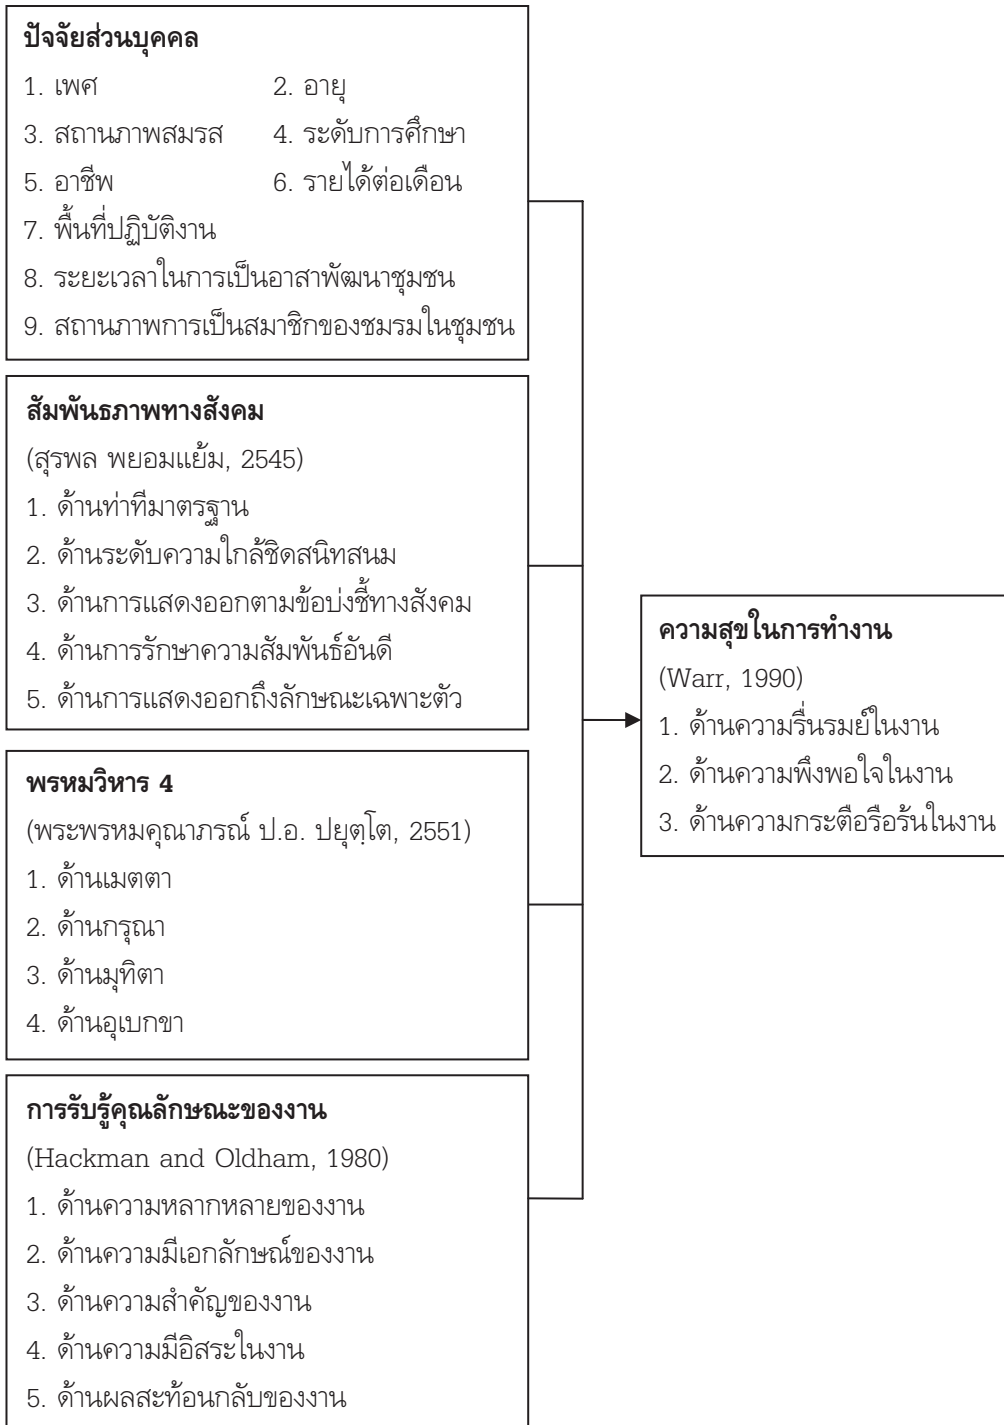 ปัจจัยส่วนบุคคล
1. เพศ 2. อายุ
3. สถานภาพสมรส 4. ระดับการศึกษา
5. อาชีพ 6. รายได้ต่อเดือน
7. พื้นที่ปฏิบัติงาน
8. ระยะเวลาในการเป็นอาสาพัฒนาชุมชน
9. สถานภาพการเป็นสมาชิกของชมรมในชุมชน
สัมพันธภาพทางสังคม
(สุรพล พยอมแย้ม, 2545)
1. ด้านท่าทีมาตรฐาน
2. ด้านระดับความใกล้ชิดสนิทสนม
3. ด้านการแสดงออกตามข้อบ่งชี้ทางสังคม
4. ด้านการรักษาความสัมพันธ์อันดี
5. ด้านการแสดงออกถึงลักษณะเฉพาะตัว
พรหมวิหาร 4
(พระพรหมคุณาภรณ์ ป.อ. ปยุตฺโต, 2551)
1. ด้านเมตตา
2. ด้านกรุณา
3. ด้านมุทิตา
4. ด้านอุเบกขา
การรับรู้คุณลักษณะของงาน
(Hackman and Oldham, 1980)
1. ด้านความหลากหลายของงาน
2. ด้านความมีเอกลักษณ์ของงาน
3. ด้านความสำคัญของงาน
4. ด้านความมีอิสระในงาน
5. ด้านผลสะท้อนกลับของงาน
ความสุขในการทำงาน
(Warr, 1990)
1. ด้านความรื่นรมย์ในงาน
2. ด้านความพึงพอใจในงาน
3. ด้านความกระตือรือร้นในงาน